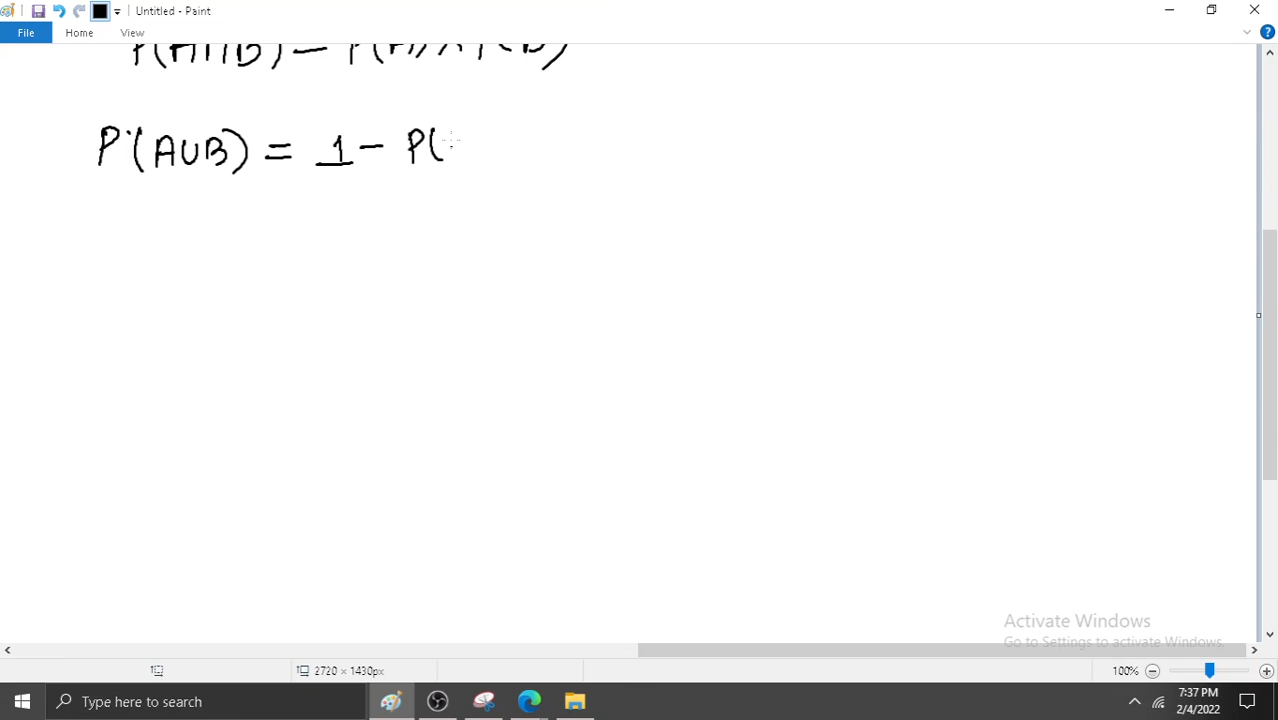 Untitled - Paint
File Home View
P(A∩B) = P(A) × P(B)
P'(A∪B) = 1 - P(
Activate Windows
Go to Settings to activate Windows.
2720 × 1430px
100%
Type here to search
7:37 PM
2/4/2022